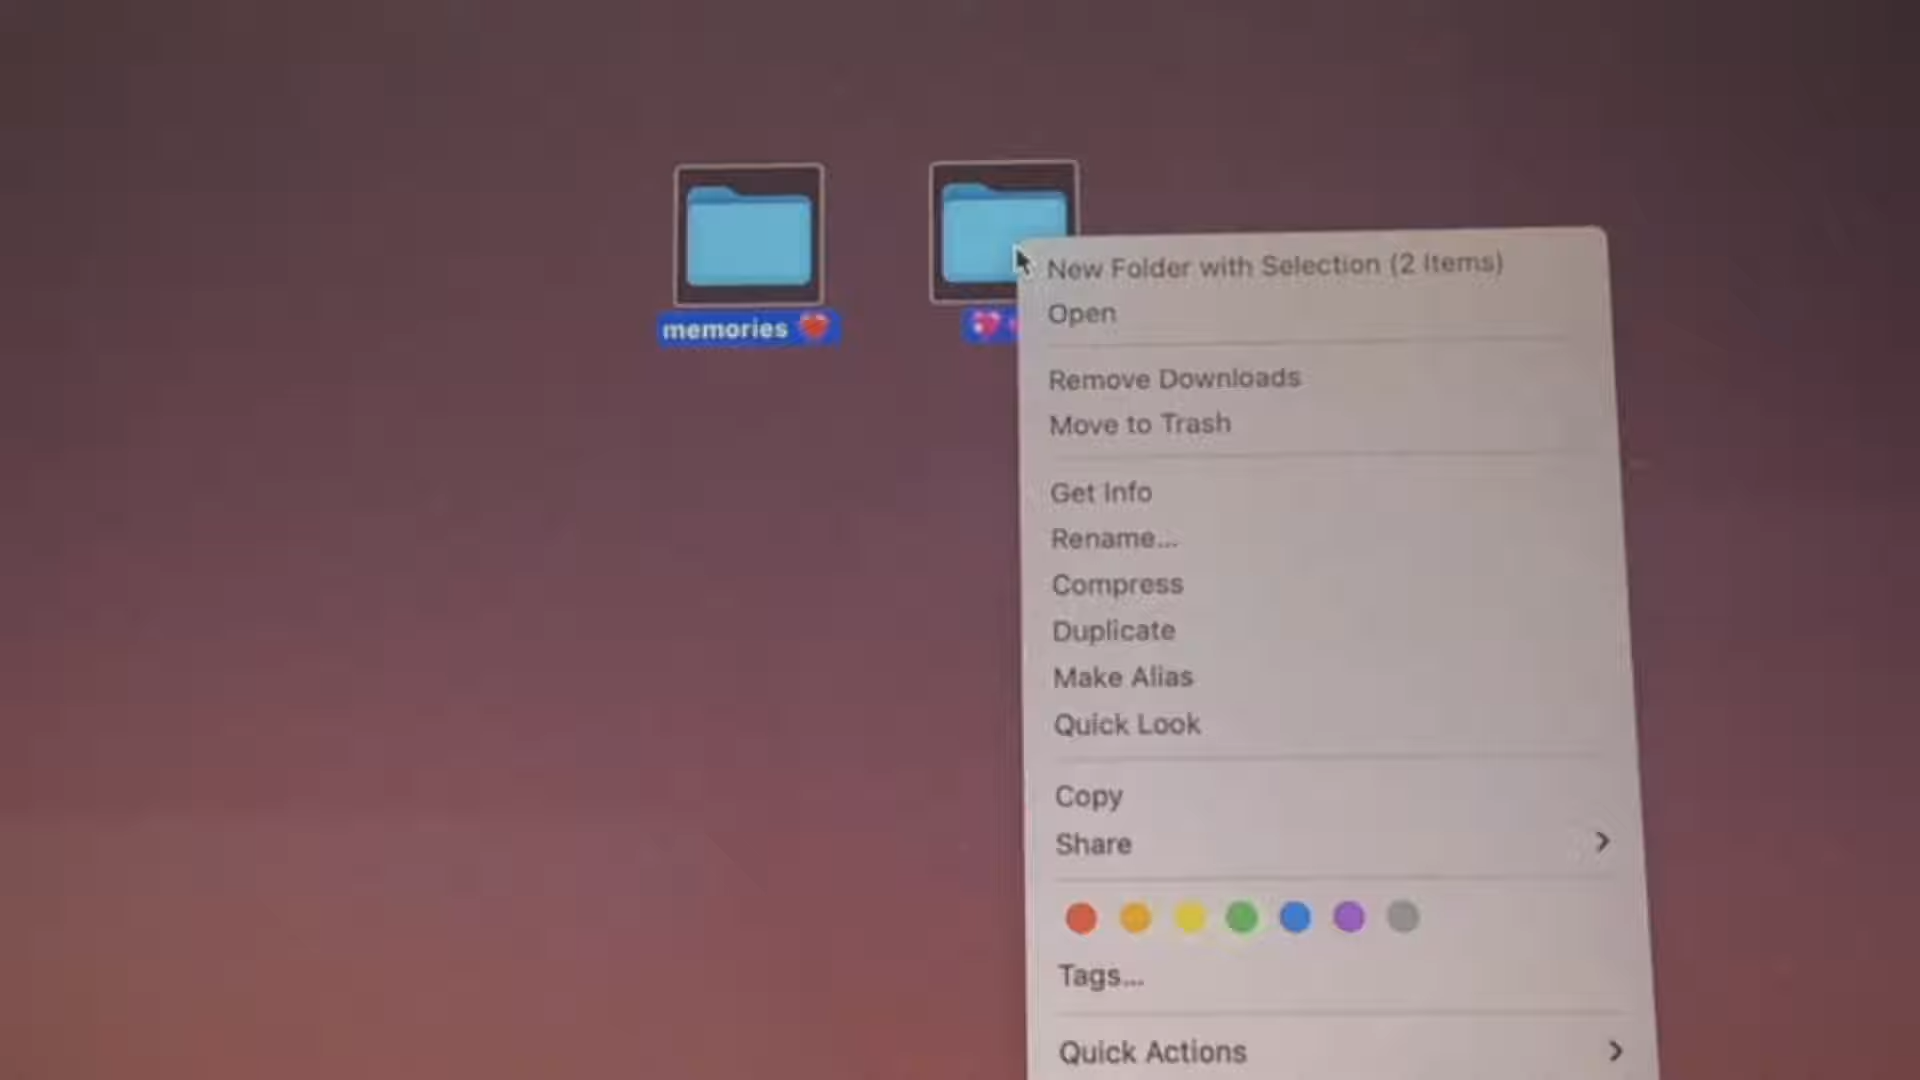 memories ❤️
New Folder with Selection (2 Items)
Open
Remove Downloads
Move to Trash
Get Info
Rename...
Compress
Duplicate
Make Alias
Quick Look
Copy
Share
Tags...
Quick Actions